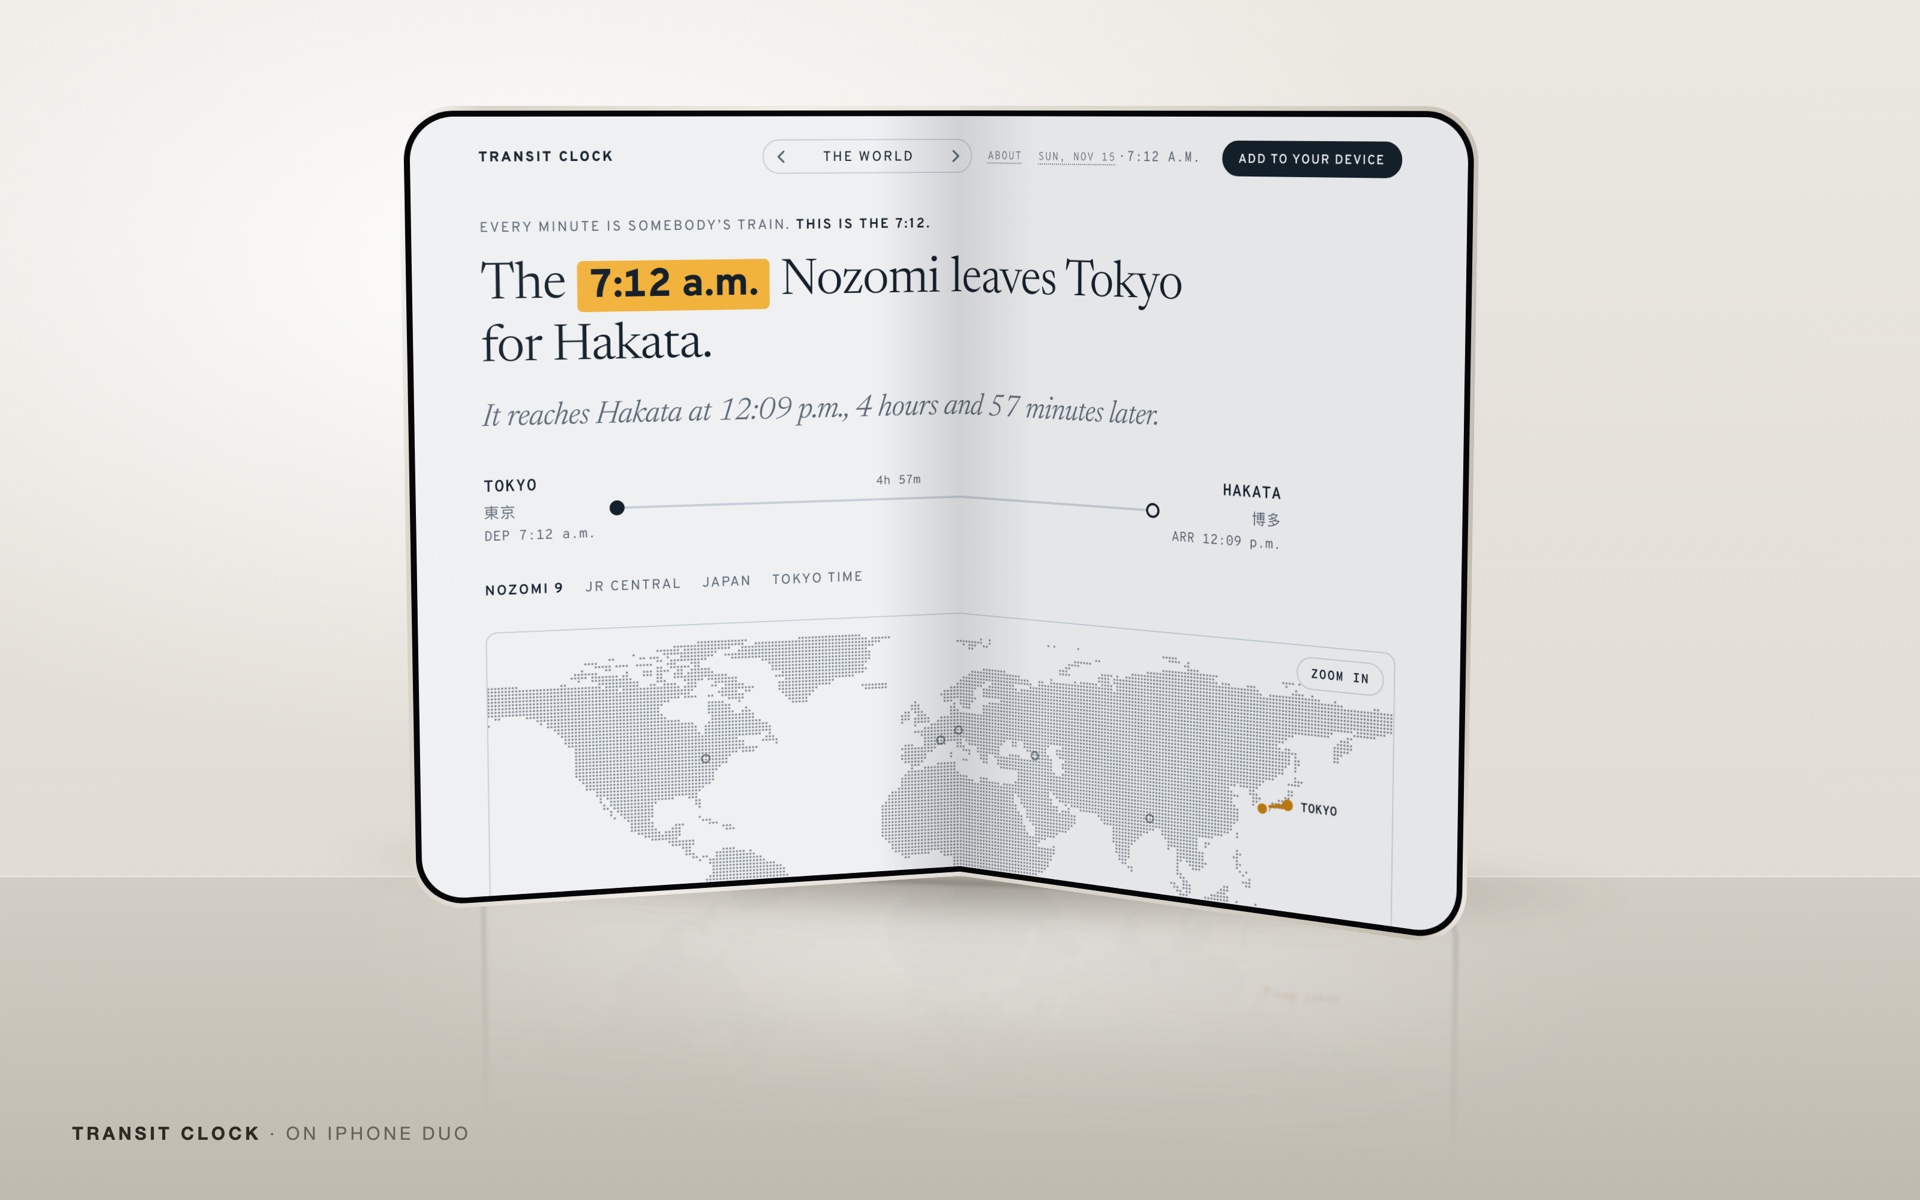 TRANSIT CLOCK
THE WORLD
ABOUT
SUN, NOV 15 · 7:12 A.M.
ADD TO YOUR DEVICE
EVERY MINUTE IS SOMEBODY’S TRAIN. THIS IS THE 7:12.
The 7:12 a.m. Nozomi leaves Tokyo
for Hakata.
It reaches Hakata at 12:09 p.m., 4 hours and 57 minutes later.
TOKYO
東京
DEP 7:12 a.m.
4h 57m
HAKATA
博多
ARR 12:09 p.m.
NOZOMI 9 JR CENTRAL JAPAN TOKYO TIME
ZOOM IN
TOKYO
TRANSIT CLOCK · ON IPHONE DUO